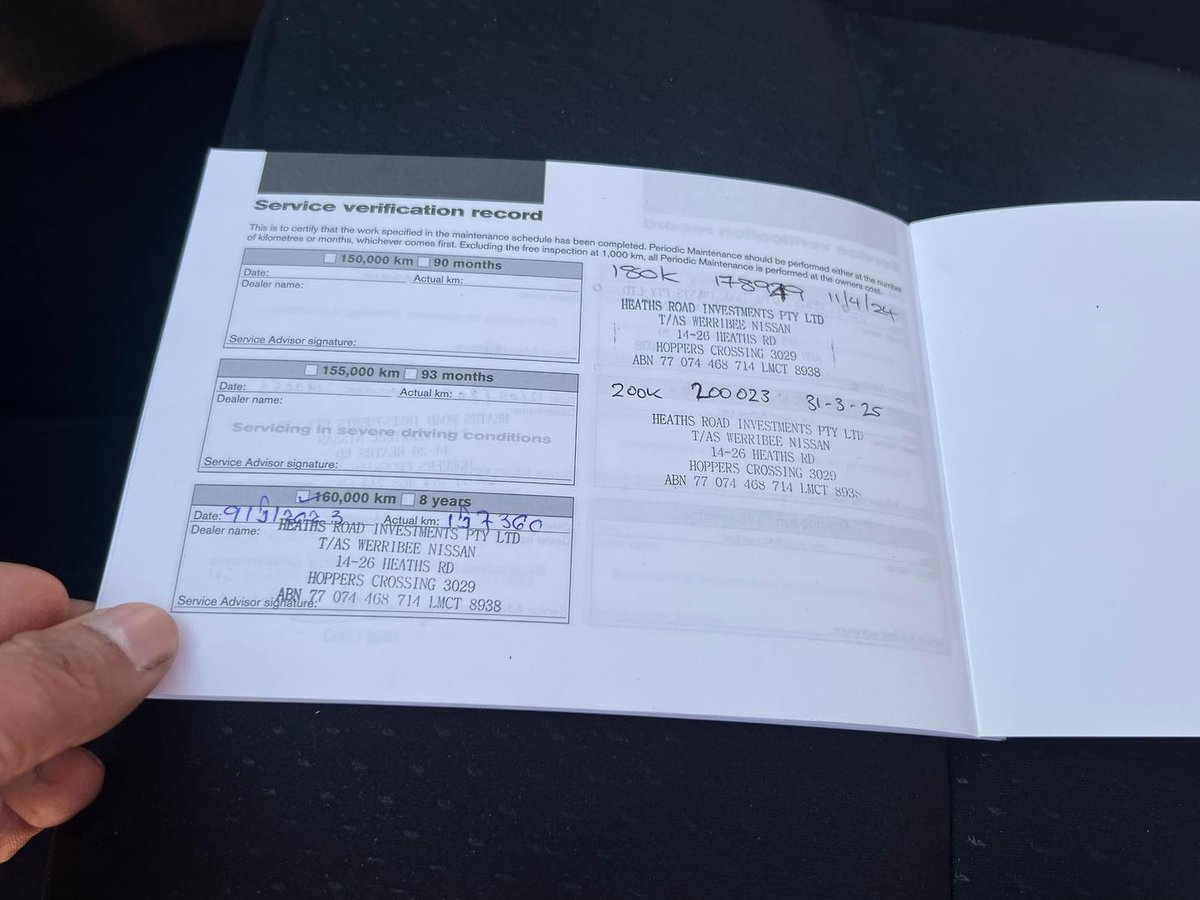 Service verification record
This is to certify that the work specified in the maintenance schedule has been completed. Periodic Maintenance should be performed either at the number
of kilometres or months, whichever comes first. Excluding the free inspection at 1,000 km, all Periodic Maintenance is performed at the owners cost.
150,000 km 90 months
Date: Actual km:
Dealer name:
Service Advisor signature:
155,000 km 93 months
Date: Actual km:
Dealer name:
Servicing in severe driving conditions
Service Advisor signature:
160,000 km 8 years
Date: Actual km: 157360
Dealer name: HEATHS ROAD INVESTMENTS PTY LTD
T/AS WERRIBEE NISSAN
14-26 HEATHS RD
HOPPERS CROSSING 3029
Service Advisor signature: ABN 77 074 468 714 LMCT 8938
180K 11/4/24
HEATHS ROAD INVESTMENTS PTY LTD
T/AS WERRIBEE NISSAN
14-26 HEATHS RD
HOPPERS CROSSING 3029
ABN 77 074 468 714 LMCT 8938
200K 200023 31-3-25
HEATHS ROAD INVESTMENTS PTY LTD
T/AS WERRIBEE NISSAN
14-26 HEATHS RD
HOPPERS CROSSING 3029
ABN 77 074 468 714 LMCT 8938